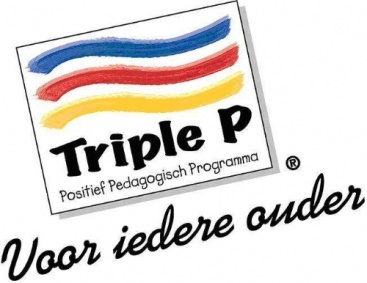 Triple P
Positief Pedagogisch Programma
®
Voor iedere ouder